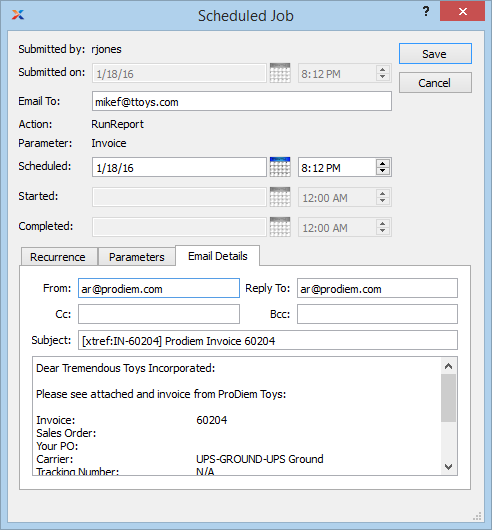 Scheduled Job
?
Submitted by: rjones
Save
Submitted on: 1/18/16 8:12 PM
Cancel
Email To: mikef@ttoys.com
Action: RunReport
Parameter: Invoice
Scheduled: 1/18/16 8:12 PM
Started: 12:00 AM
Completed: 12:00 AM
Recurrence Parameters Email Details
From: ar@prodiem.com Reply To: ar@prodiem.com
Cc: Bcc:
Subject: [xtref:IN-60204] Prodiem Invoice 60204
Dear Tremendous Toys Incorporated:
Please see attached and invoice from ProDiem Toys:
Invoice: 60204
Sales Order:
Your PO:
Carrier: UPS-GROUND-UPS Ground
Tracking Number: N/A